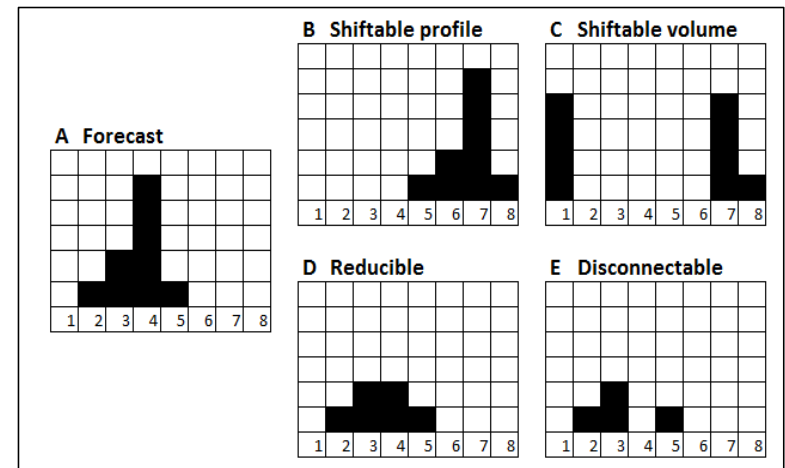 B Shiftable profile
1 2 3 4 5 6 7 8
C Shiftable volume
1 2 3 4 5 6 7 8
A Forecast
1 2 3 4 5 6 7 8
D Reducible
1 2 3 4 5 6 7 8
E Disconnectable
1 2 3 4 5 6 7 8